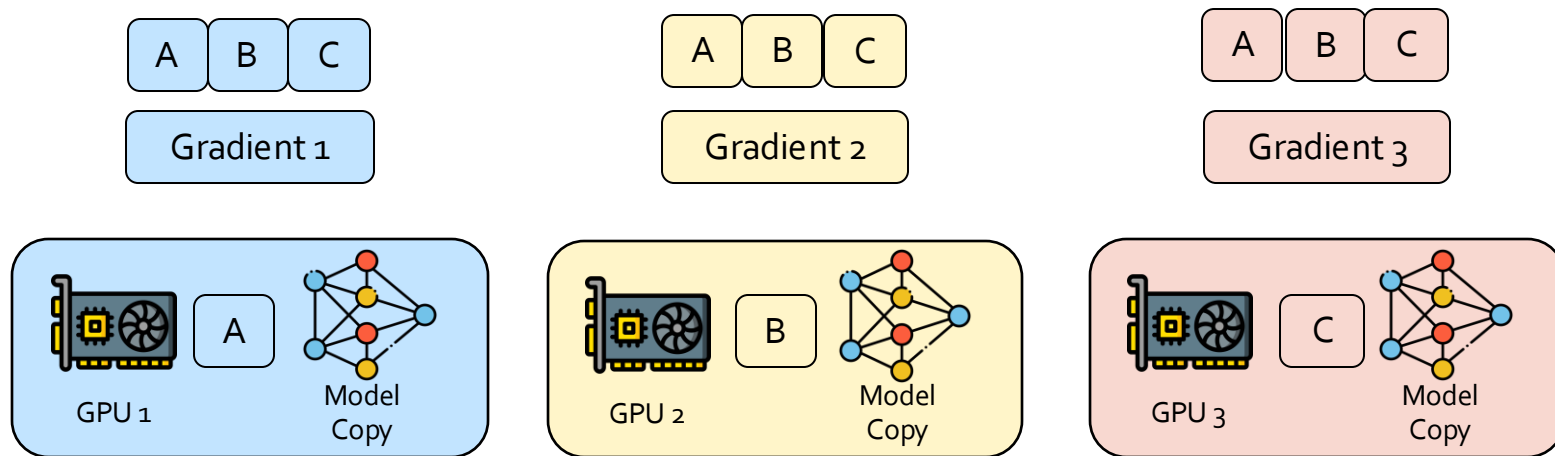 A B C
Gradient 1
A
GPU 1
Model
Copy
A B C
Gradient 2
B
GPU 2
Model
Copy
A B C
Gradient 3
C
GPU 3
Model
Copy